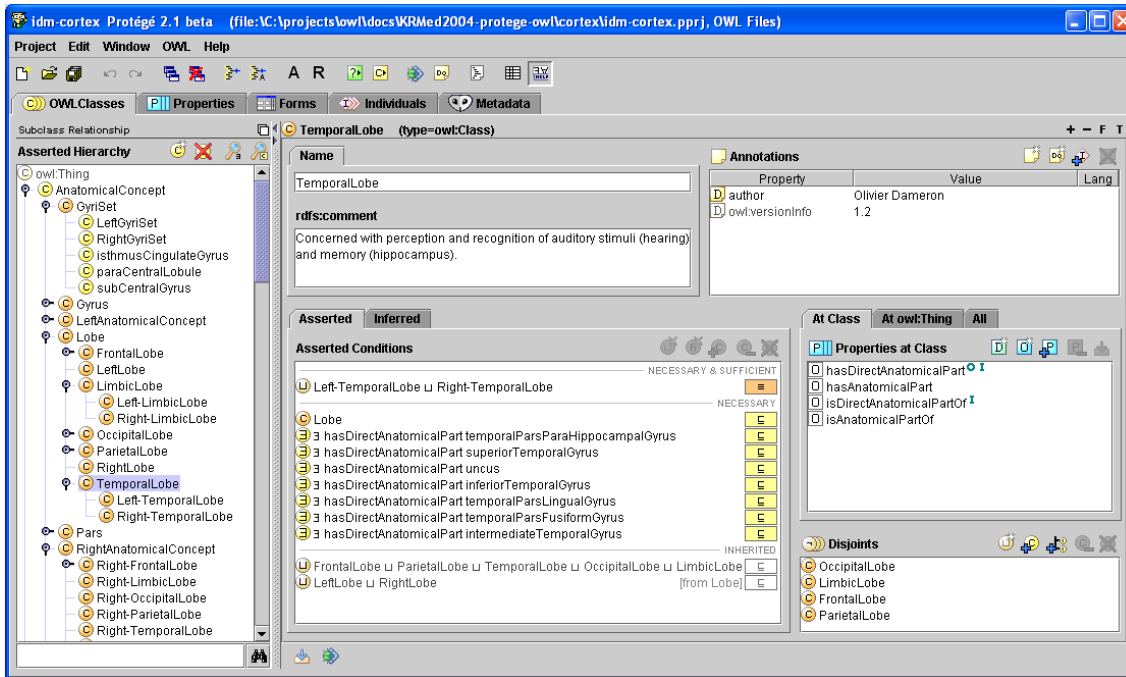 idm-cortex Protégé 2.1 beta (file:\C:\projects\owl\docs\KRMed2004-protege-owl\cortex\idm-cortex.pprj, OWL Files)
Project Edit Window OWL Help
A R
OWLClasses Properties Forms Individuals Metadata
Subclass Relationship
Asserted Hierarchy
owl:Thing
AnatomicalConcept
GyriSet
LeftGyriSet
RightGyriSet
isthmusCingulateGyrus
paraCentralLobule
subCentralGyrus
Gyrus
LeftAnatomicalConcept
Lobe
FrontalLobe
LeftLobe
LimbicLobe
Left-LimbicLobe
Right-LimbicLobe
OccipitalLobe
ParietalLobe
RightLobe
TemporalLobe
Left-TemporalLobe
Right-TemporalLobe
Pars
RightAnatomicalConcept
Right-FrontalLobe
Right-LimbicLobe
Right-OccipitalLobe
Right-ParietalLobe
Right-TemporalLobe
TemporalLobe (type=owl:Class)
+ − F T
Name
TemporalLobe
rdfs:comment
Concerned with perception and recognition of auditory stimuli (hearing)
and memory (hippocampus).
Annotations
Property Value Lang
author Olivier Dameron
owl:versionInfo 1.2
Asserted Inferred
Asserted Conditions
NECESSARY & SUFFICIENT
Left-TemporalLobe ⊔ Right-TemporalLobe ≡
NECESSARY
Lobe ⊑
∃ hasDirectAnatomicalPart temporalParsParaHippocampalGyrus ⊑
∃ hasDirectAnatomicalPart superiorTemporalGyrus ⊑
∃ hasDirectAnatomicalPart uncus ⊑
∃ hasDirectAnatomicalPart inferiorTemporalGyrus ⊑
∃ hasDirectAnatomicalPart temporalParsLingualGyrus ⊑
∃ hasDirectAnatomicalPart temporalParsFusiformGyrus ⊑
∃ hasDirectAnatomicalPart intermediateTemporalGyrus ⊑
INHERITED
FrontalLobe ⊔ ParietalLobe ⊔ TemporalLobe ⊔ OccipitalLobe ⊔ LimbicLobe ⊑
LeftLobe ⊔ RightLobe [from Lobe] ⊑
At Class At owl:Thing All
Properties at Class
hasDirectAnatomicalPart O I
hasAnatomicalPart
isDirectAnatomicalPartOf I
isAnatomicalPartOf
Disjoints
OccipitalLobe
LimbicLobe
FrontalLobe
ParietalLobe